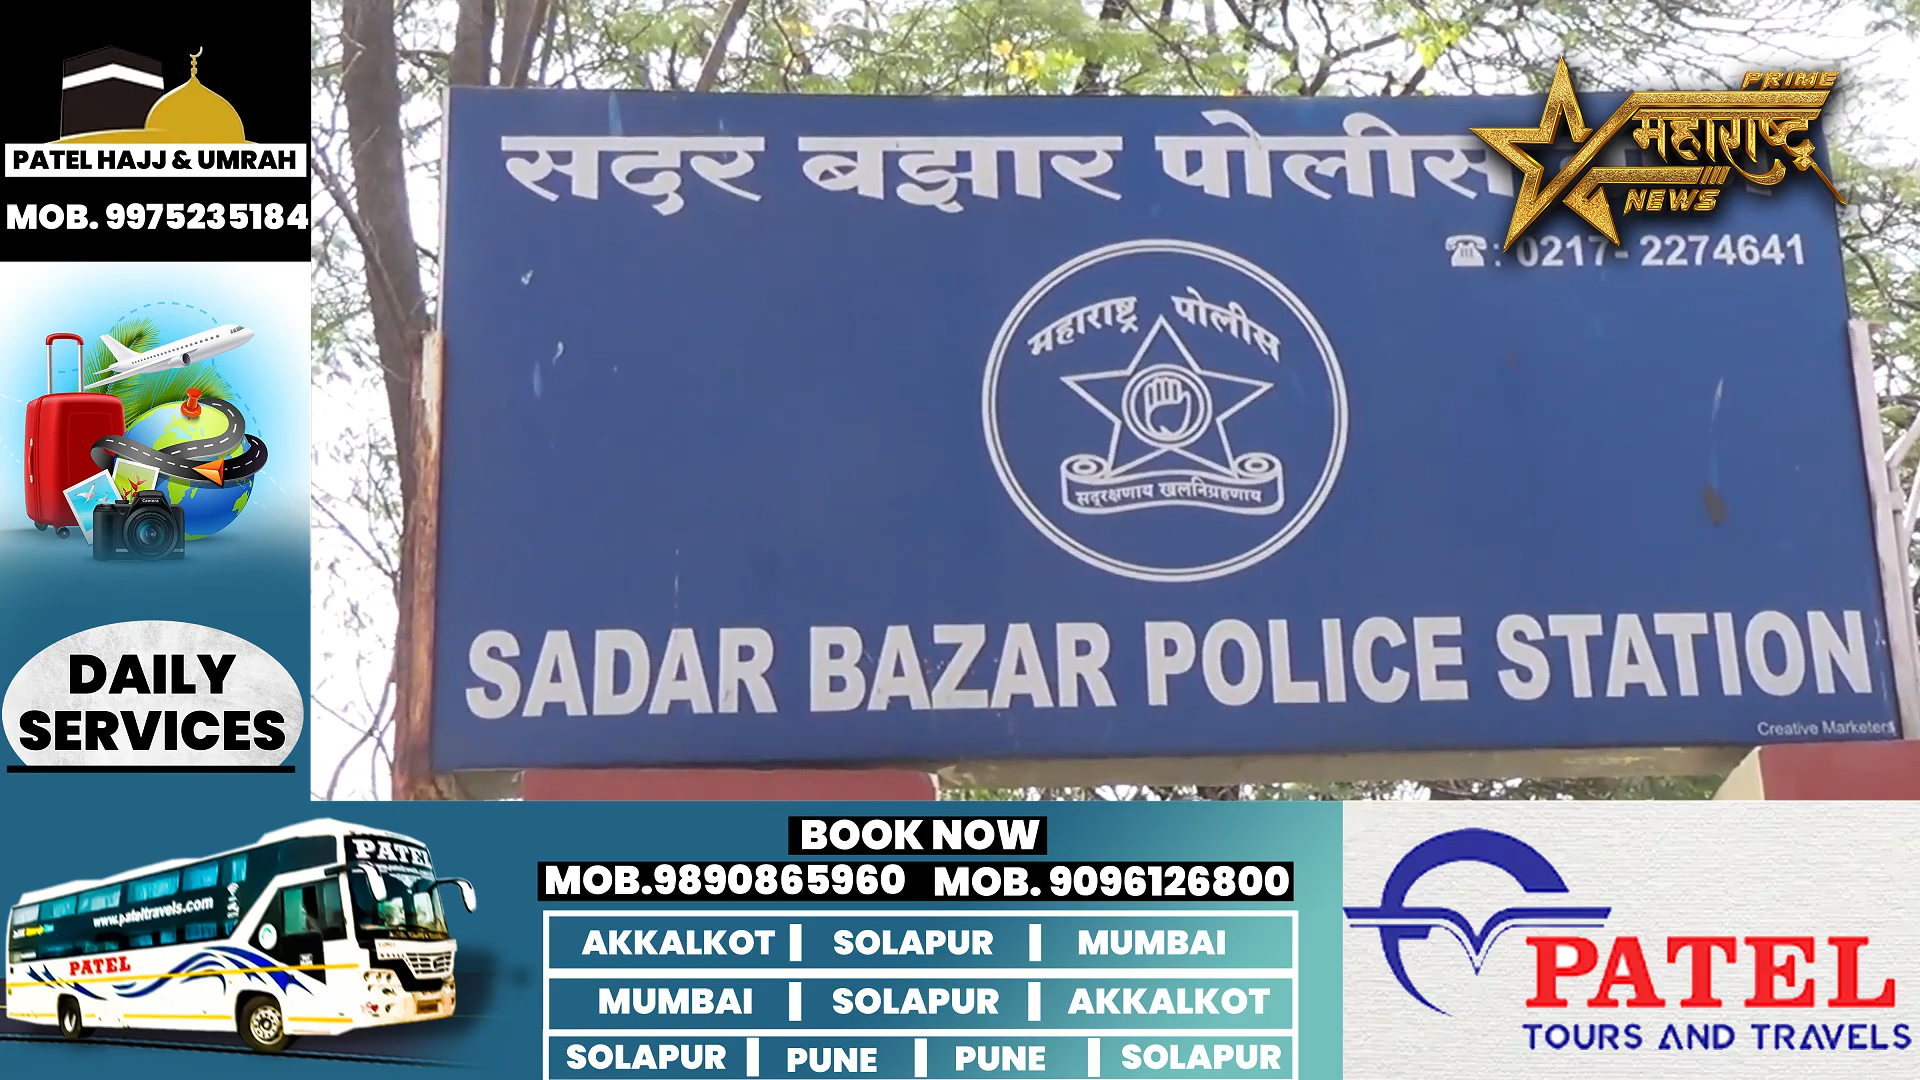 PATEL HAJJ & UMRAH
MOB. 9975235184
DAILY
SERVICES
सदर बझार पोलीस
PRIME
महाराष्ट्र
NEWS
☎: 0217- 2274641
महाराष्ट्र पोलीस
सद्रक्षणाय खलनिग्रहणाय
SADAR BAZAR POLICE STATION
Creative Marketers
PATEL
www.pateltravels.com
PATEL
BOOK NOW
MOB.9890865960 MOB. 9096126800
AKKALKOT | SOLAPUR | MUMBAI
MUMBAI | SOLAPUR | AKKALKOT
SOLAPUR | PUNE | PUNE | SOLAPUR
PATEL
TOURS AND TRAVELS